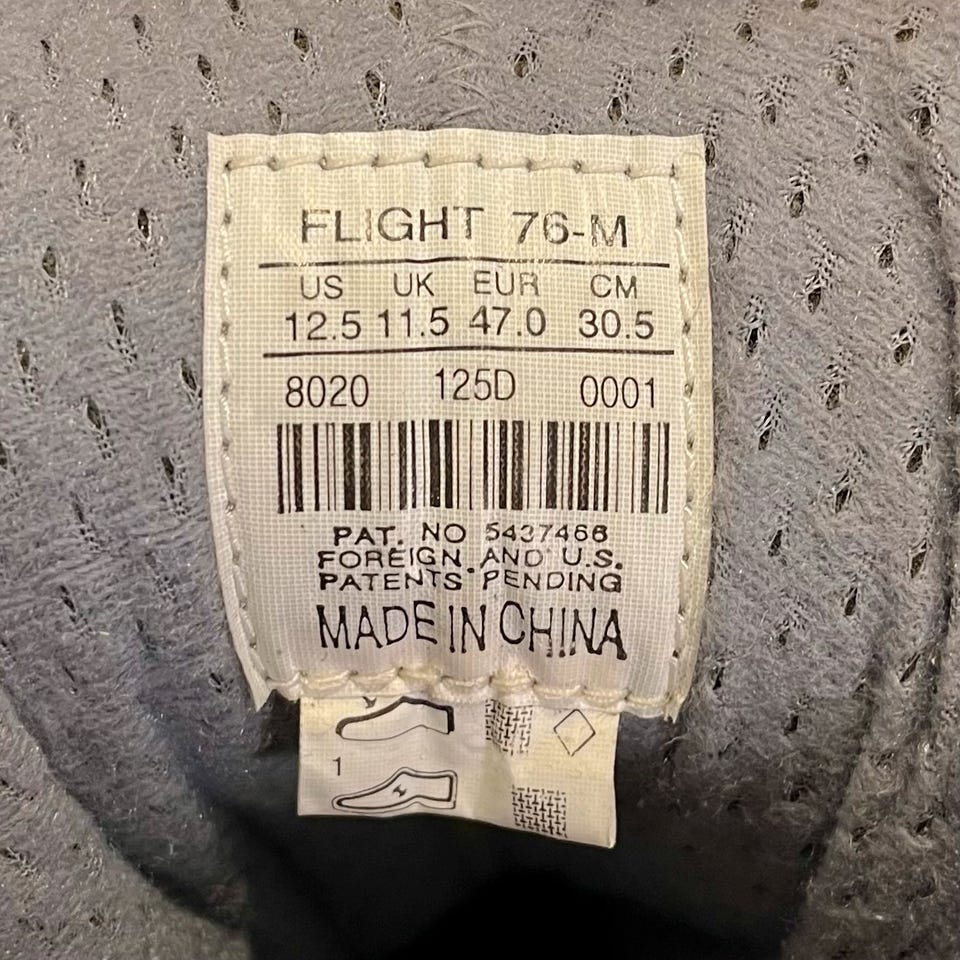 FLIGHT 76-M
US UK EUR CM
12.5 11.5 47.0 30.5
8020 125D 0001
PAT. NO 5437466
FOREIGN AND U.S.
PATENTS PENDING
MADE IN CHINA
1